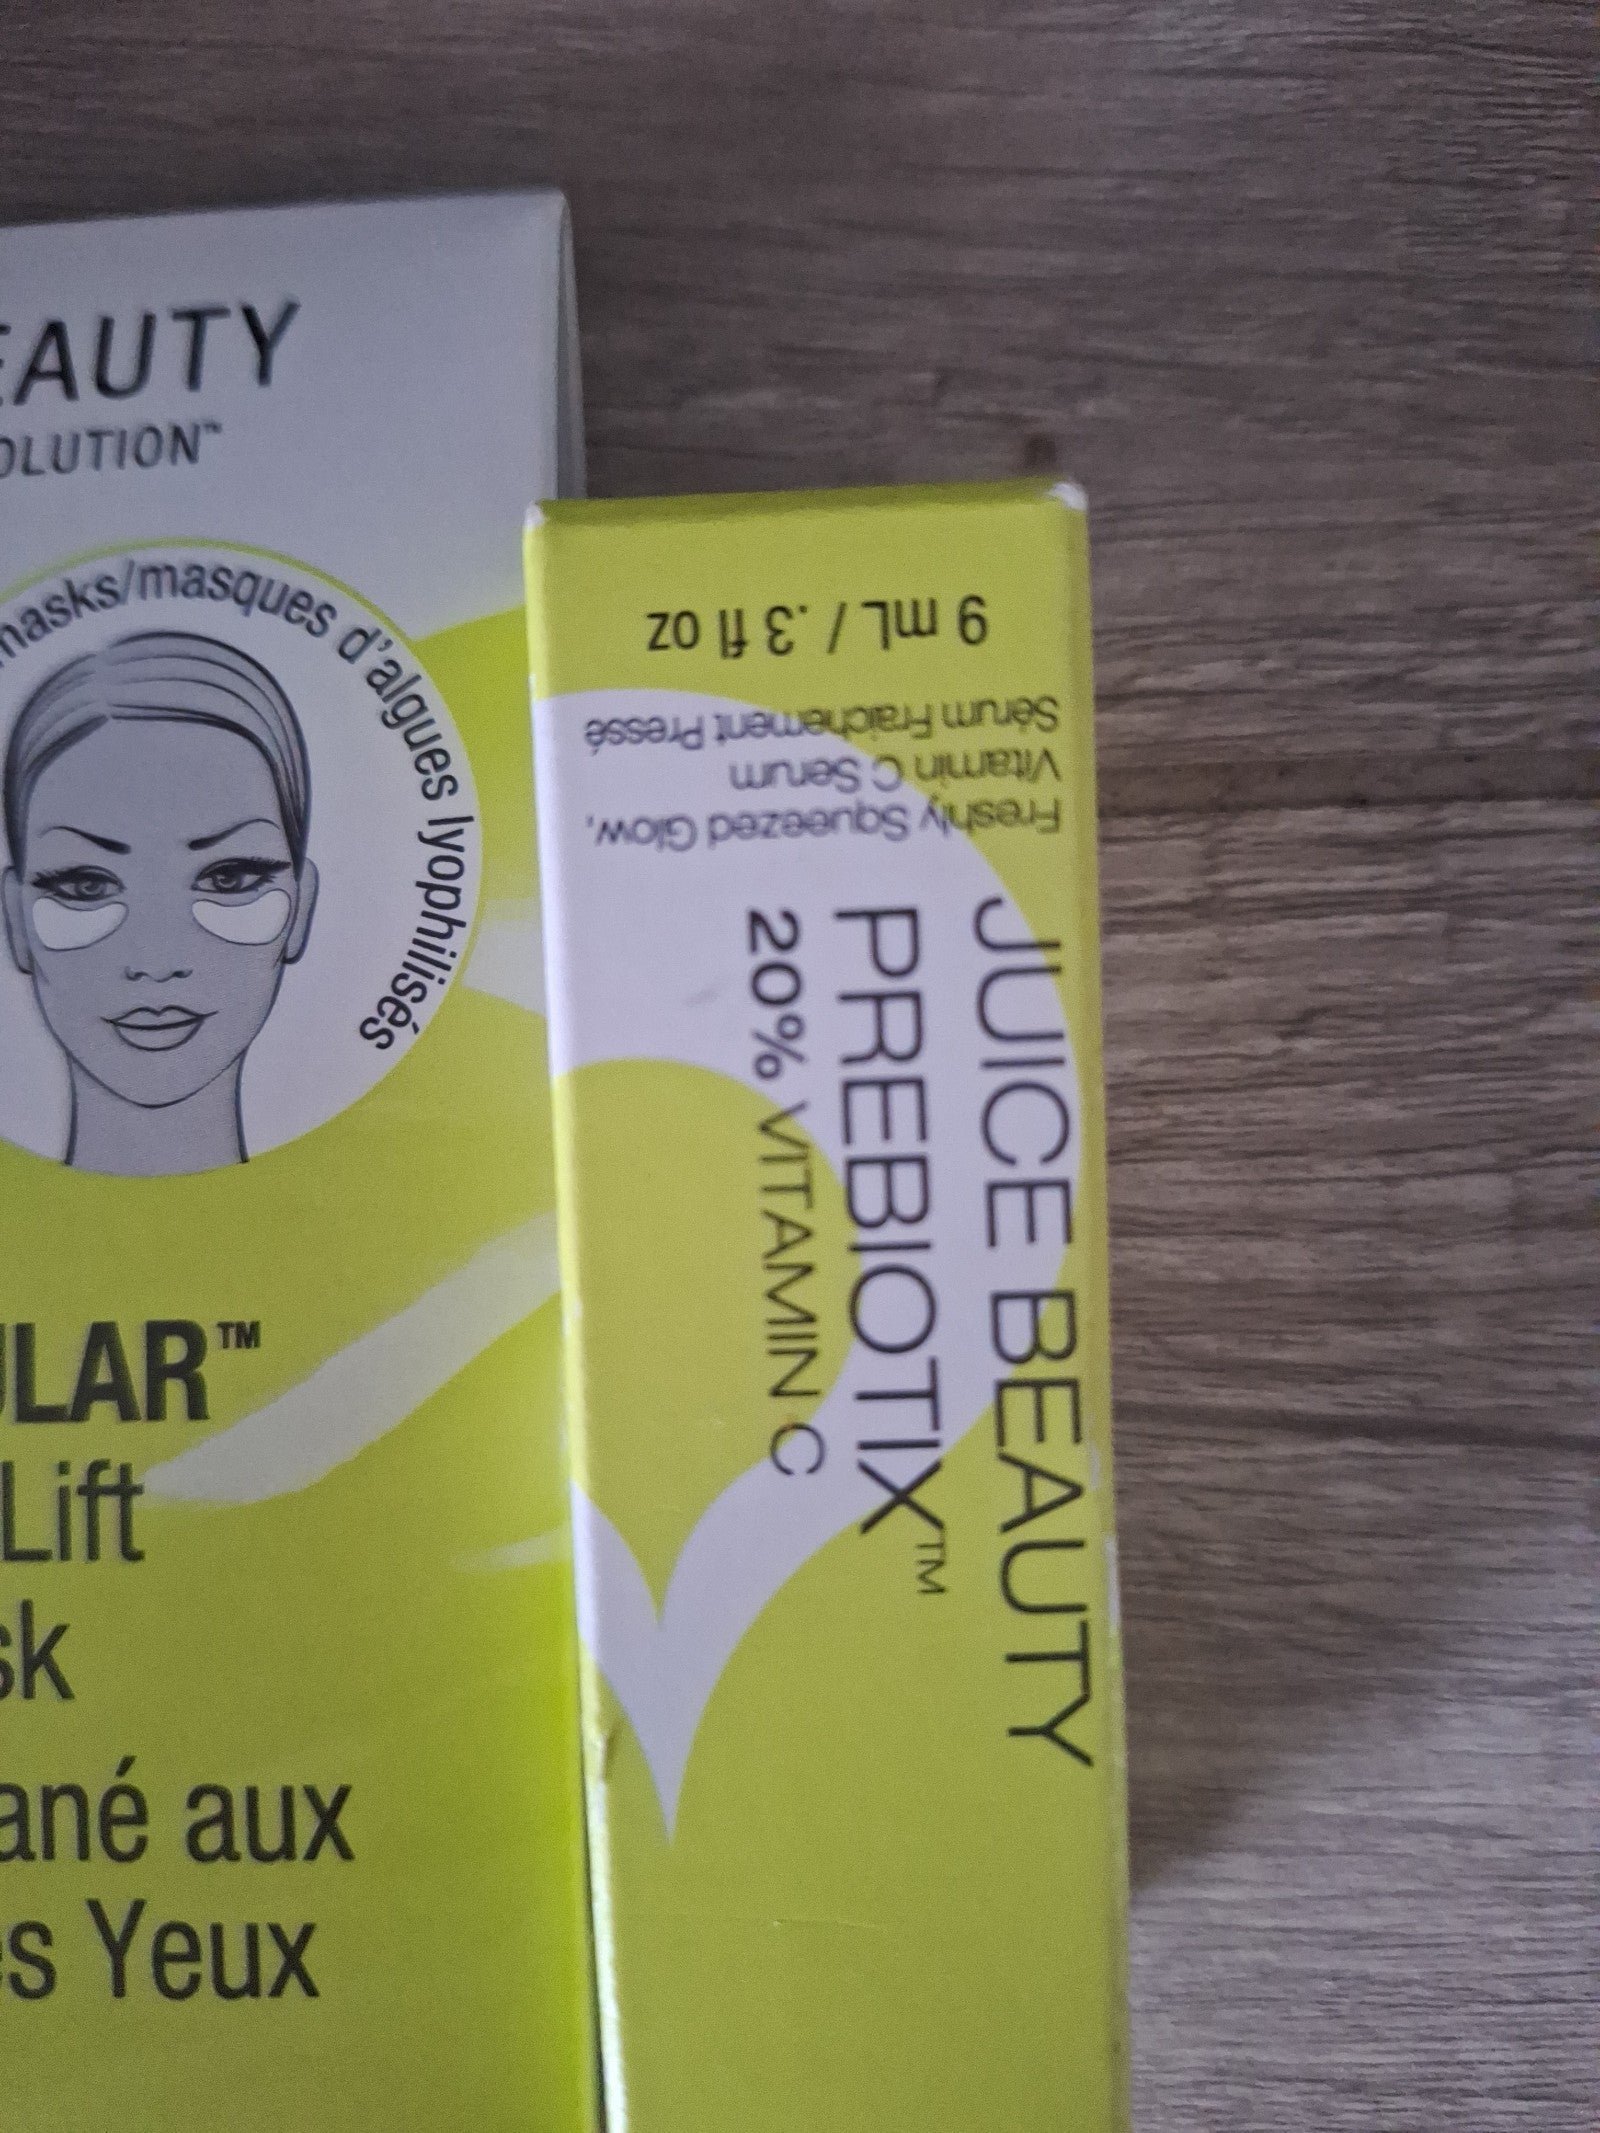 EAUTY
OLUTION™
masks/masques d'algues lyophilisés
ULAR™
Lift
sk
ané aux
es Yeux
JUICE BEAUTY
PREBIOTIX™
20% VITAMIN C
Freshly Squeezed Glow,
Vitamin C Serum
Sérum Fraîchement Pressé
9 mL / .3 fl oz